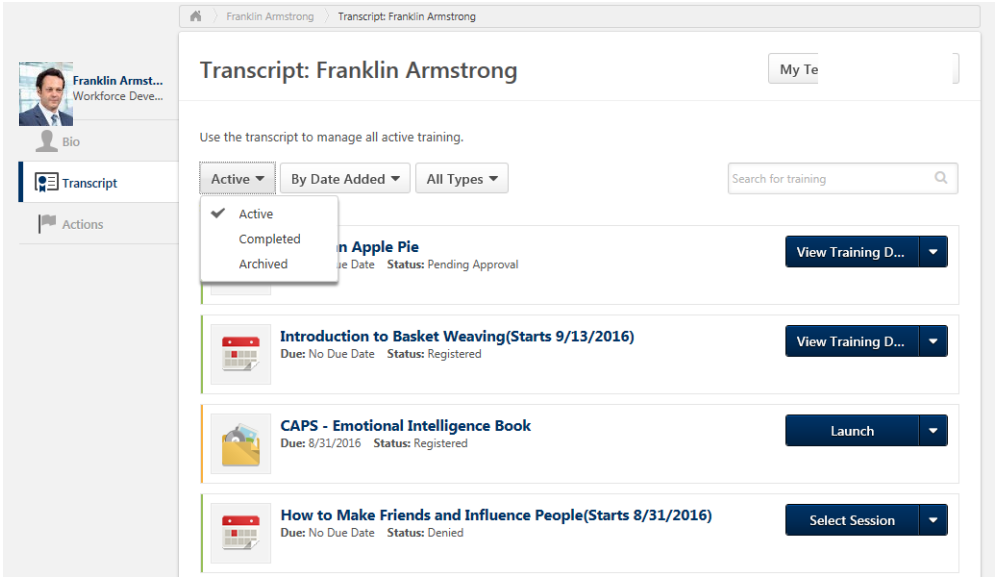 Franklin Armstrong
Transcript: Franklin Armstrong
Franklin Armst...
Workforce Deve...
Bio
Transcript
Actions
Transcript: Franklin Armstrong
My Te
Use the transcript to manage all active training.
Active
By Date Added
All Types
Search for training
Active
Completed
Archived
n Apple Pie
ue Date Status: Pending Approval
View Training D...
Introduction to Basket Weaving(Starts 9/13/2016)
Due: No Due Date Status: Registered
View Training D...
CAPS - Emotional Intelligence Book
Due: 8/31/2016 Status: Registered
Launch
How to Make Friends and Influence People(Starts 8/31/2016)
Due: No Due Date Status: Denied
Select Session